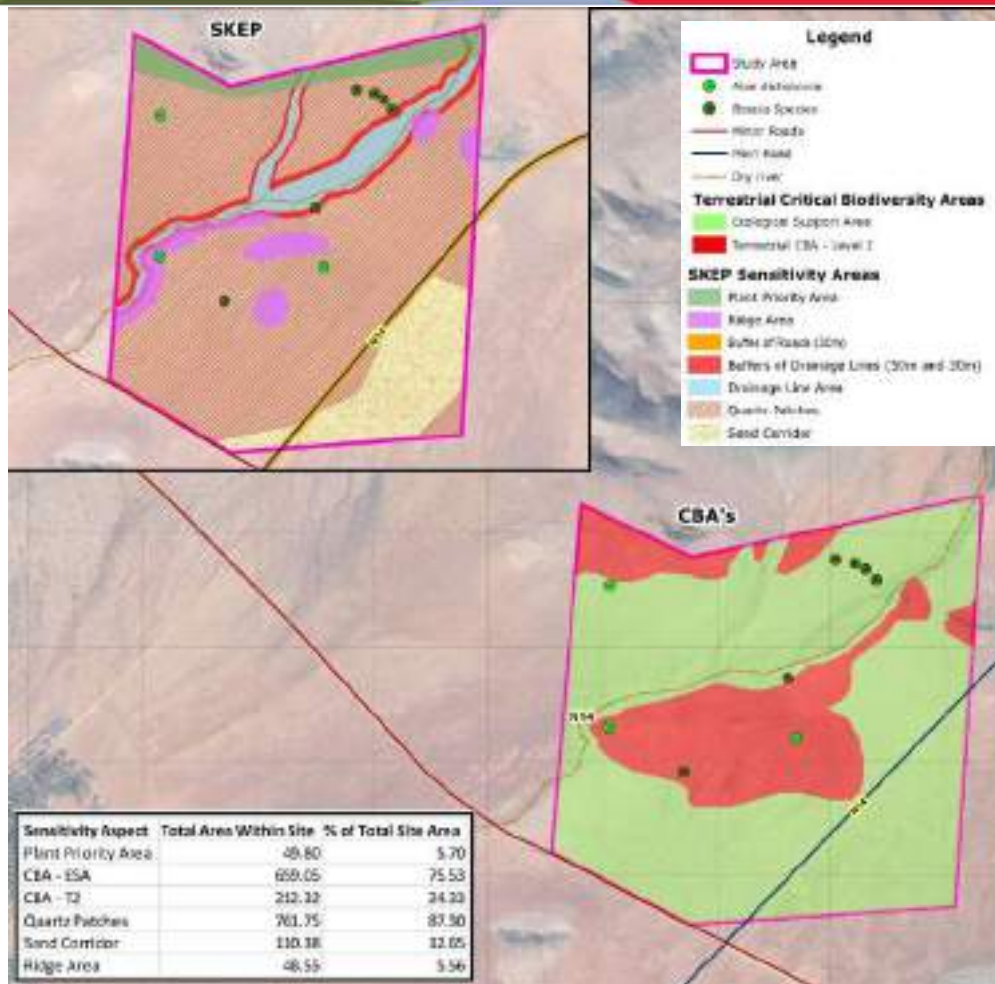 SKEP
Legend
Study Area
Aloe dichotoma
Boscia Species
Minor Roads
Main Road
Dry river
Terrestrial Critical Biodiversity Areas
Ecological Support Area
Terrestrial CBA - Level 2
SKEP Sensitivity Areas
Plant Priority Area
Ridge Area
Buffer of Roads
Buffers of Drainage Lines (50m and 30m)
Drainage Line Area
Quartz Patches
Sand Corridor
N14
CBA's
N14
N14
Sensitivity Aspect Total Area Within Site % of Total Site Area
Plant Priority Area 49.80 5.70
CBA - ESA 659.05 75.53
CBA - T2 212.32 24.33
Quartz Patches 761.75 87.30
Sand Corridor 110.38 12.65
Ridge Area 48.55 5.56